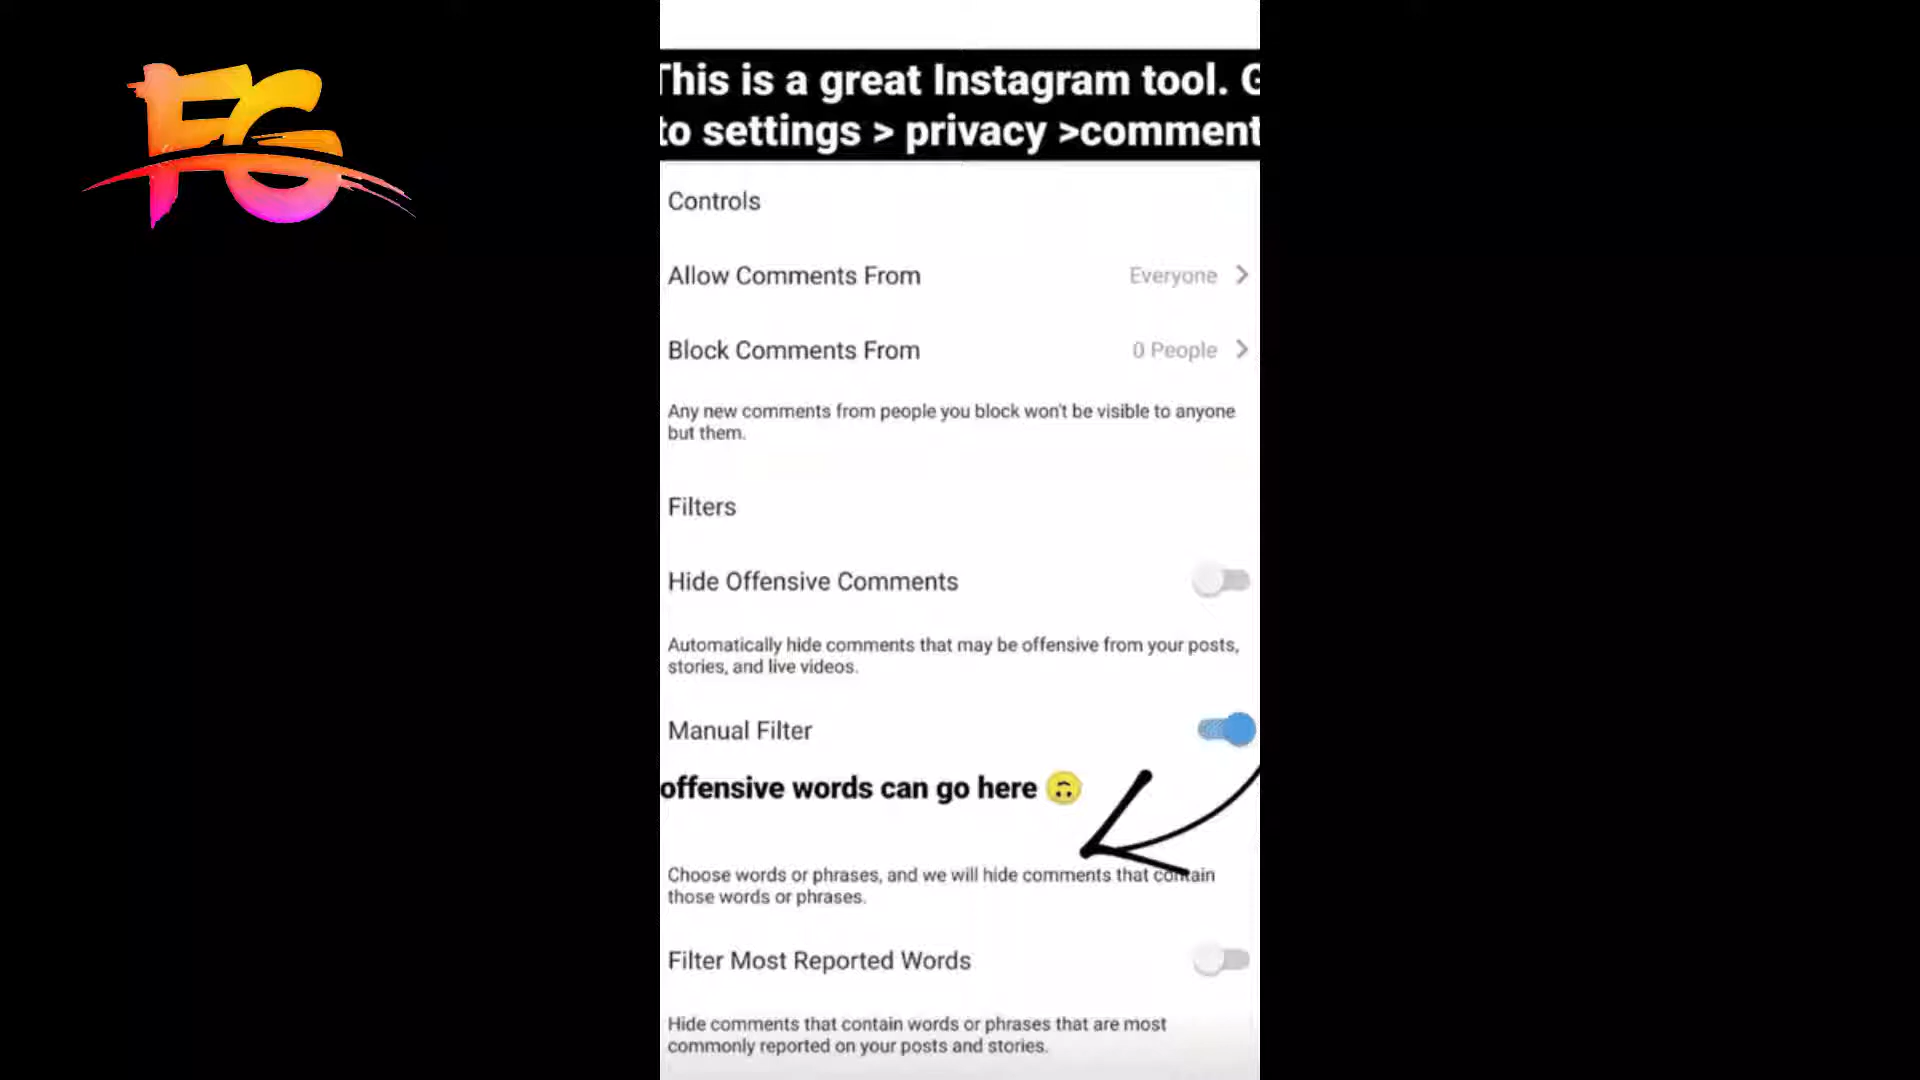 FG
This is a great Instagram tool. G
to settings > privacy >comment
Controls
Allow Comments From Everyone
Block Comments From 0 People
Any new comments from people you block won't be visible to anyone
but them.
Filters
Hide Offensive Comments
Automatically hide comments that may be offensive from your posts,
stories, and live videos.
Manual Filter
offensive words can go here 🙃
Choose words or phrases, and we will hide comments that contain
those words or phrases.
Filter Most Reported Words
Hide comments that contain words or phrases that are most
commonly reported on your posts and stories.